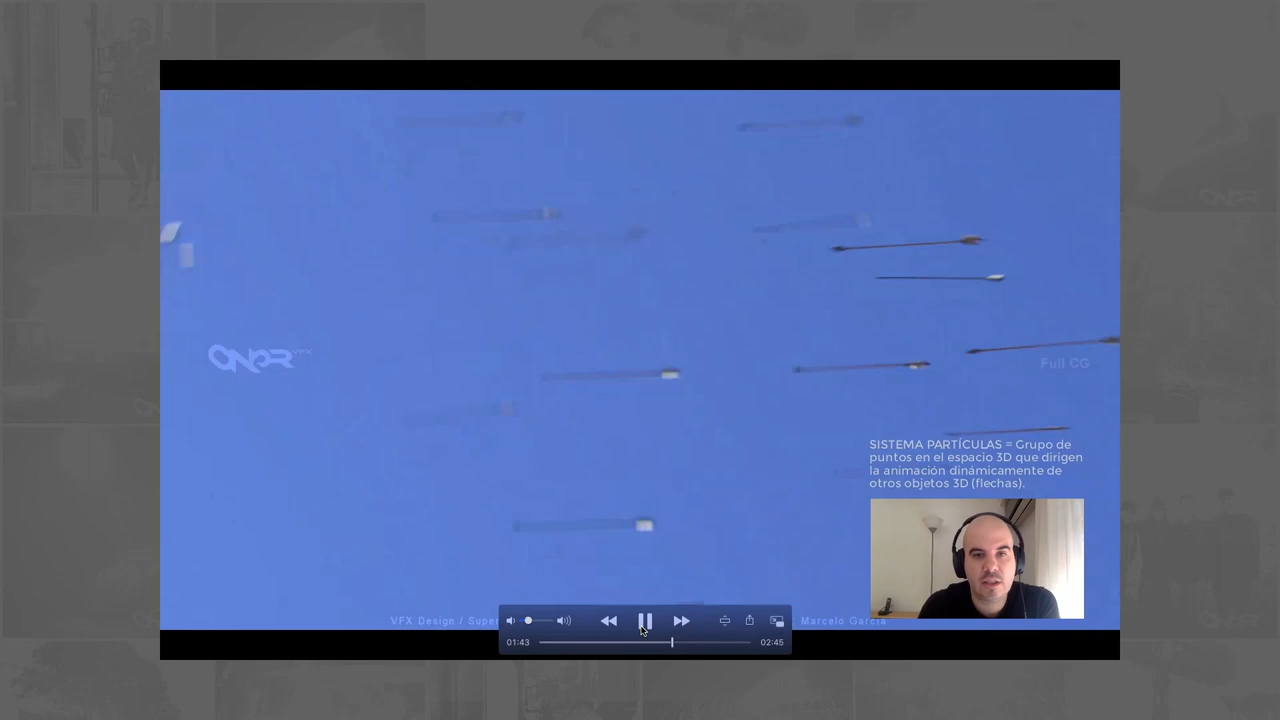 ONOR VFX
Full CG
SISTEMA PARTÍCULAS = Grupo de
puntos en el espacio 3D que dirigen
la animación dinámicamente de
otros objetos 3D (flechas).
VFX Design / Super
Marcelo García
01:43
02:45